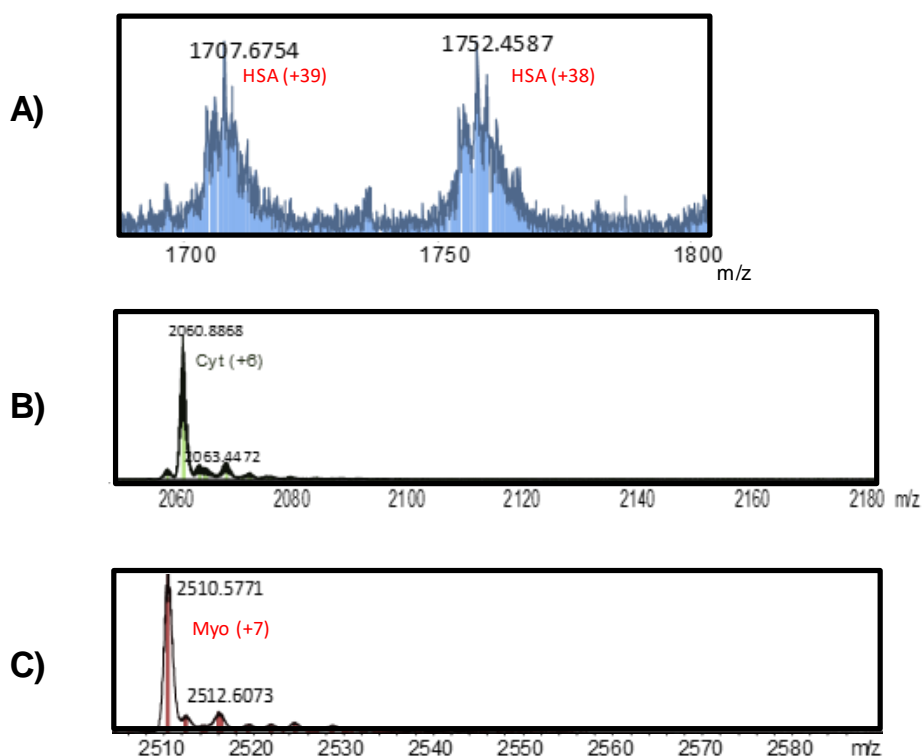 A)
1707.6754
1752.4587
HSA (+39)
HSA (+38)
1700 1750 1800
m/z
B)
2060.8868
Cyt (+6)
2063.4472
2060 2080 2100 2120 2140 2160 2180 m/z
C)
2510.5771
Myo (+7)
2512.6073
2510 2520 2530 2540 2550 2560 2570 2580 m/z